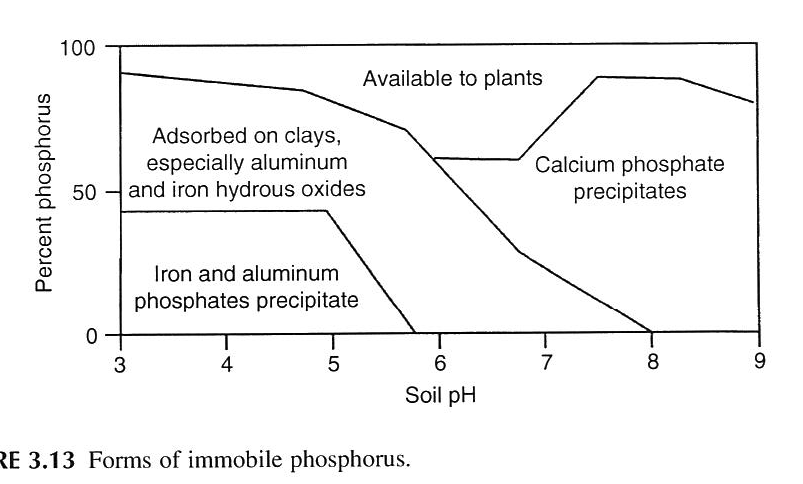 100
Available to plants
Adsorbed on clays,
especially aluminum
and iron hydrous oxides
Calcium phosphate
precipitates
Percent phosphorus
50
Iron and aluminum
phosphates precipitate
0
3 4 5 6 7 8 9
Soil pH
RE 3.13 Forms of immobile phosphorus.